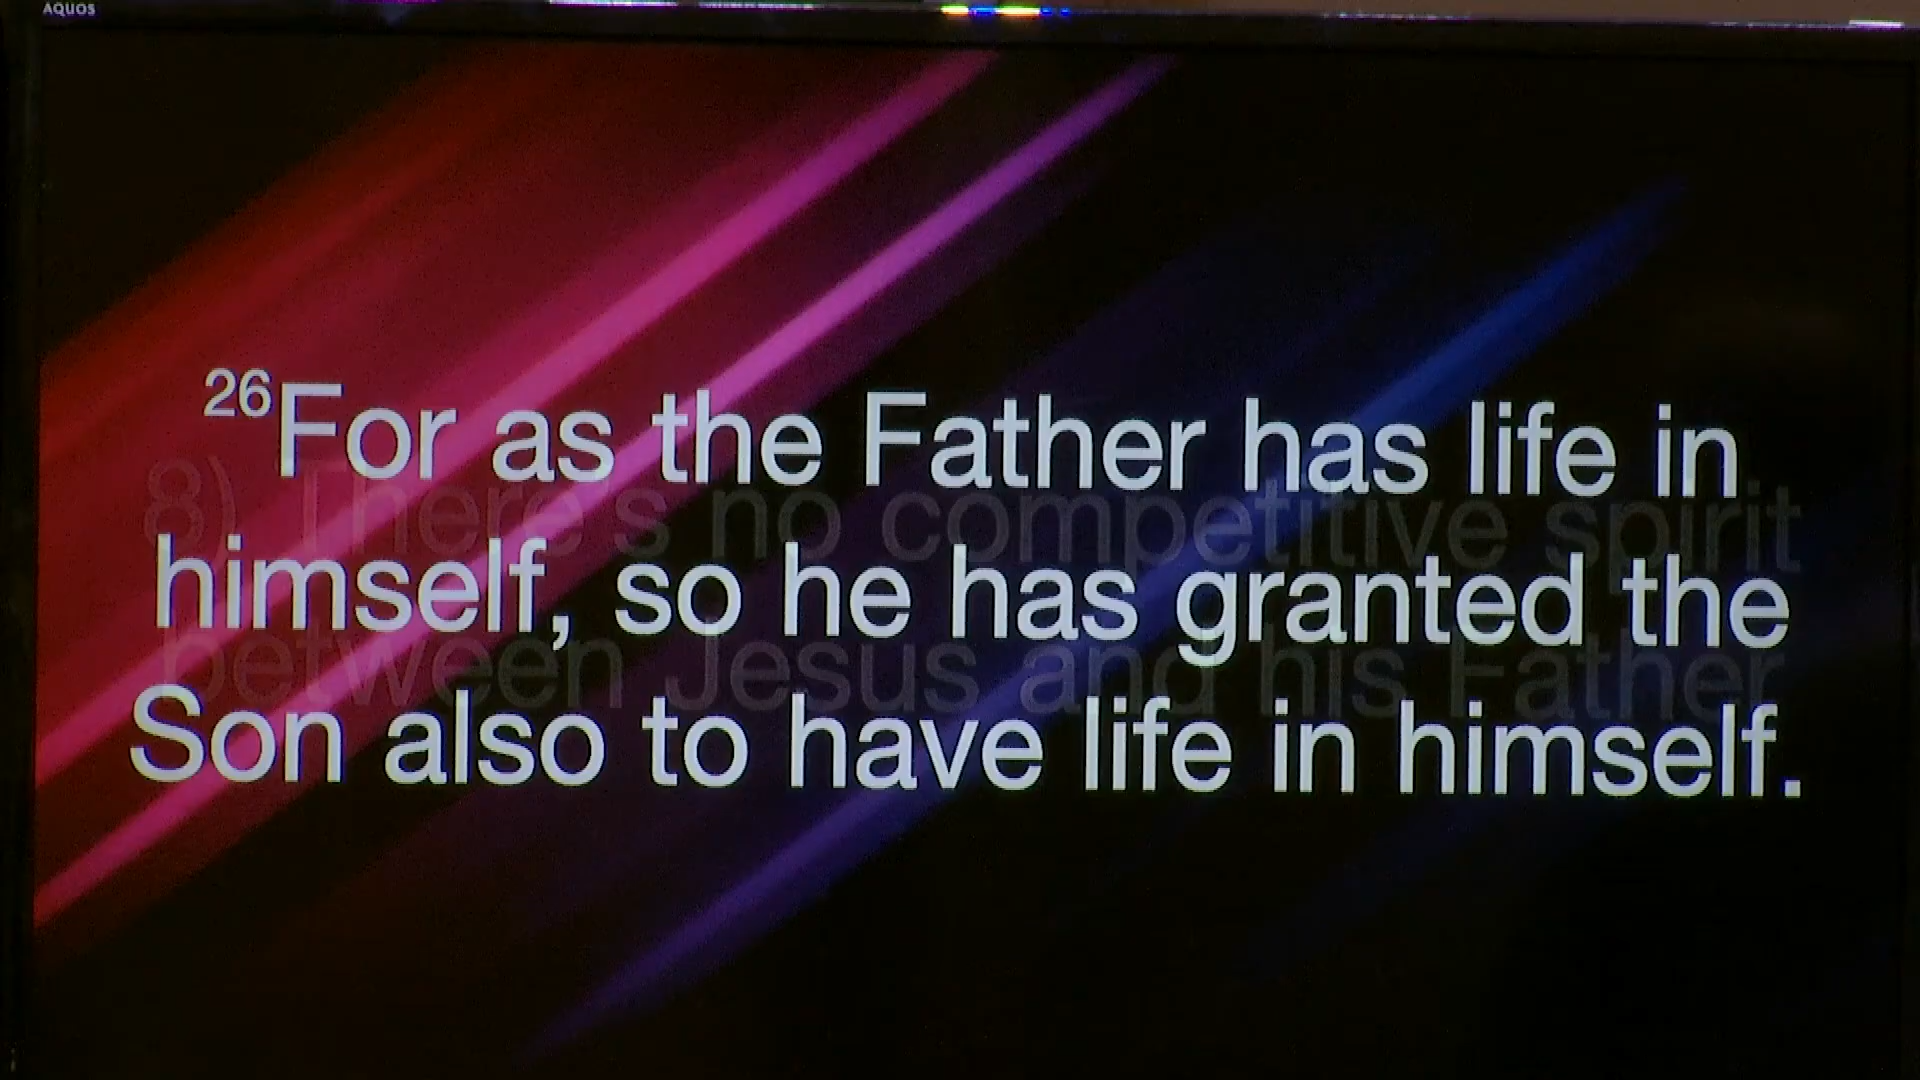 AQUOS
26For as the Father has life in
8) There's no competitive spirit
himself, so he has granted the
between Jesus and his Father
Son also to have life in himself.